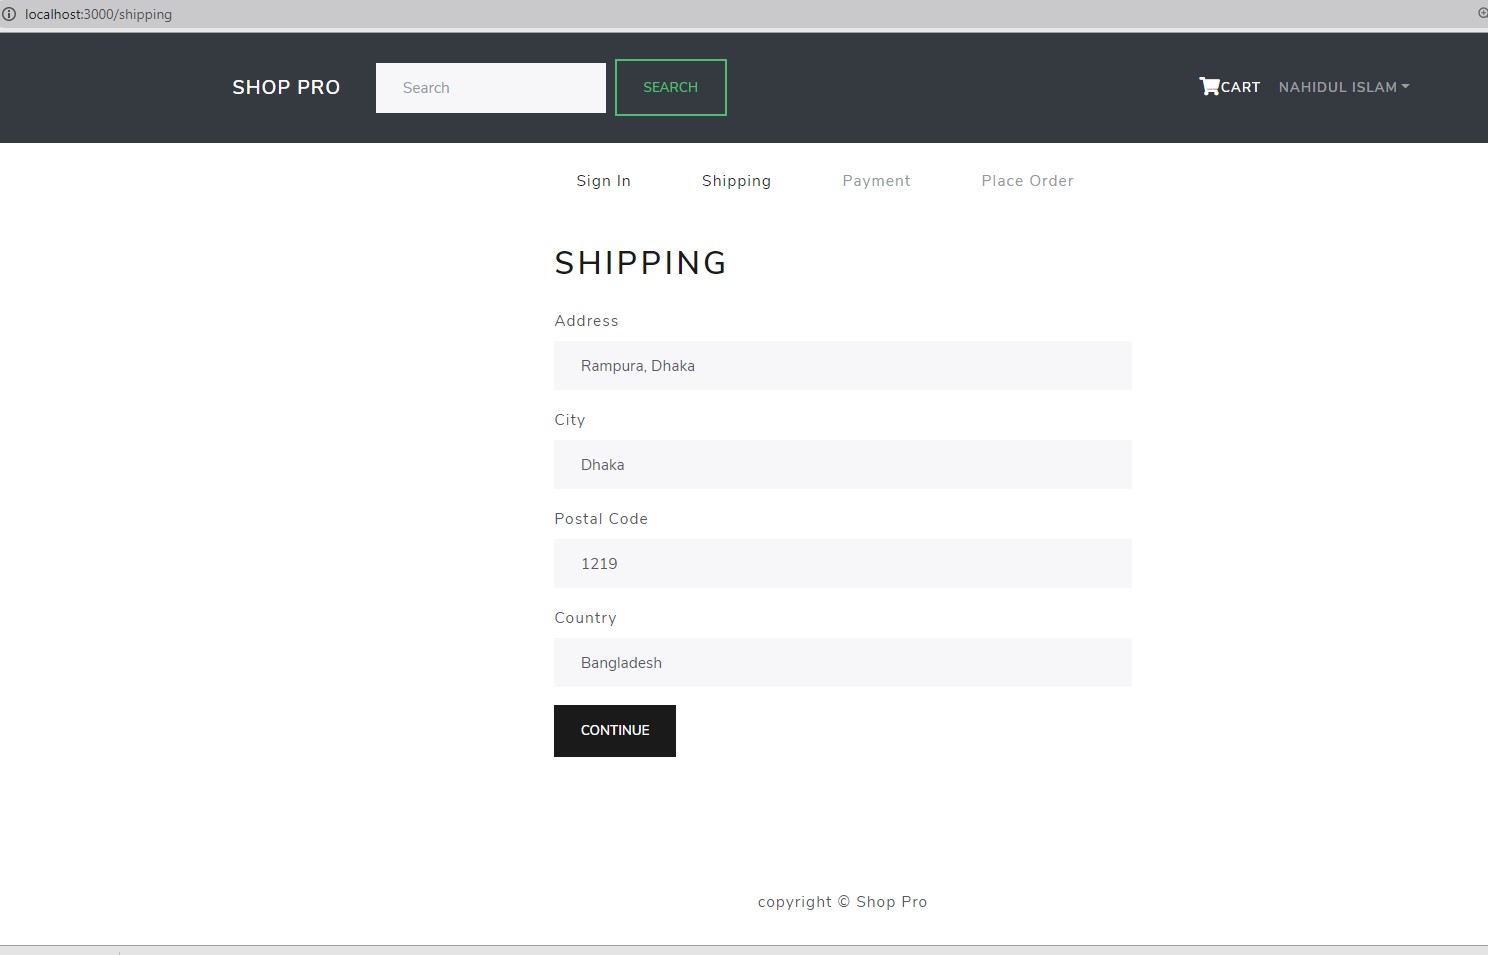 localhost:3000/shipping
SHOP PRO Search SEARCH CART NAHIDUL ISLAM
Sign In Shipping Payment Place Order
SHIPPING
Address
Rampura, Dhaka
City
Dhaka
Postal Code
1219
Country
Bangladesh
CONTINUE
copyright © Shop Pro